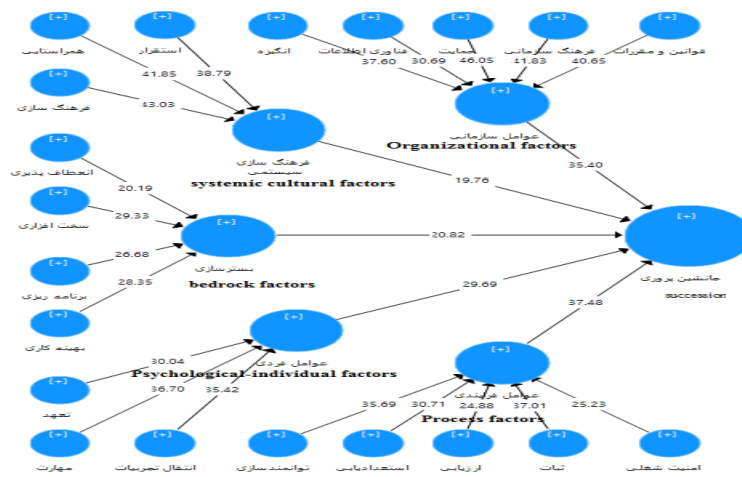 [+] [+] [+] [+] [+] [+] [+]
همراستایی استقرار انگیزه فناوری اطلاعات حمایت فرهنگ سازمانی قوانین و مقررات
37.60 30.69 46.05 41.83 40.65
41.85 38.79
[+]
فرهنگ سازی
43.03
[+]
عوامل سازمانی
Organizational factors
[+]
فرهنگ سازی
سیستمی
systemic cultural factors
35.40
19.76
[+]
انعطاف پذیری
20.19
[+]
سخت افزاری
29.33
[+]
بسترسازی
bedrock factors
20.82
[+]
جانشین پروری
succession
[+]
برنامه ریزی
26.68
28.35
[+]
بهینه کاری
29.69
37.48
[+]
عوامل فردی
Psychological-individual factors
30.04
36.70 35.42
[+]
تعهد
[+]
عوامل فرایندی
Process factors
35.69 30.71 24.88 37.01 25.23
[+] [+] [+] [+] [+] [+] [+]
مهارت انتقال تجربیات توانمندسازی استعدادیابی ارزیابی ثبات امنیت شغلی